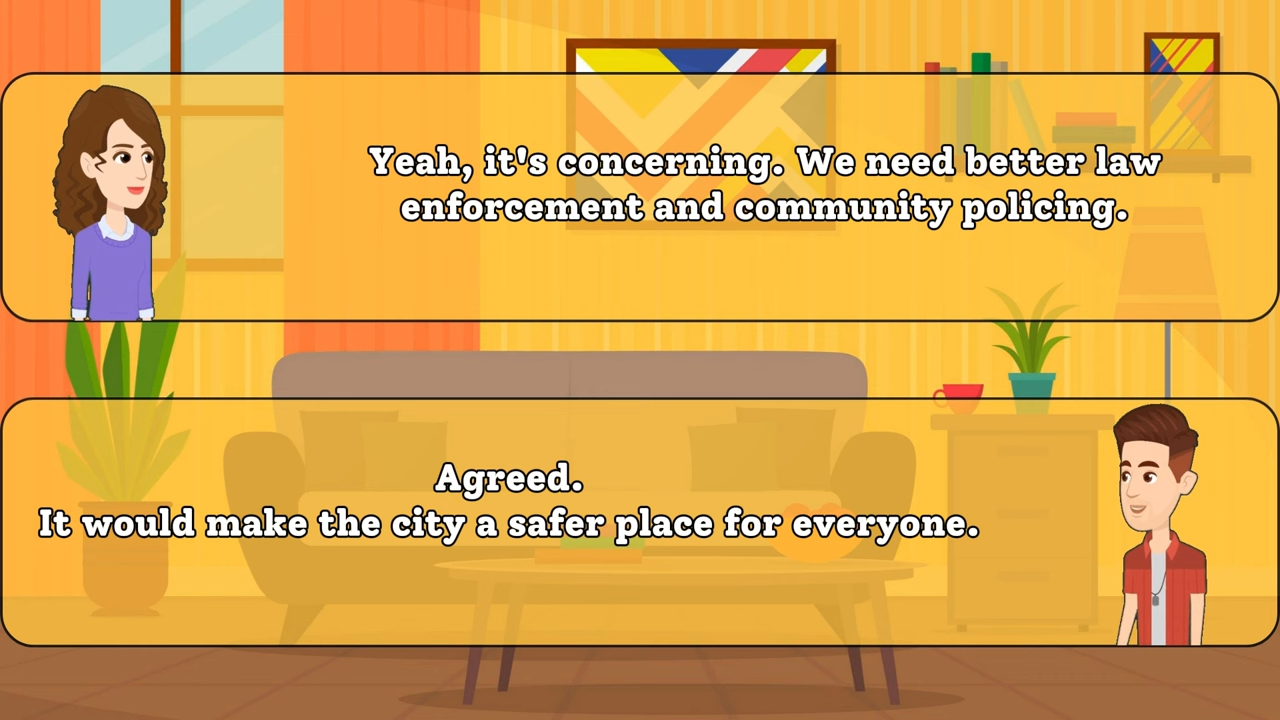 Yeah, it's concerning. We need better law
enforcement and community policing.
Agreed.
It would make the city a safer place for everyone.